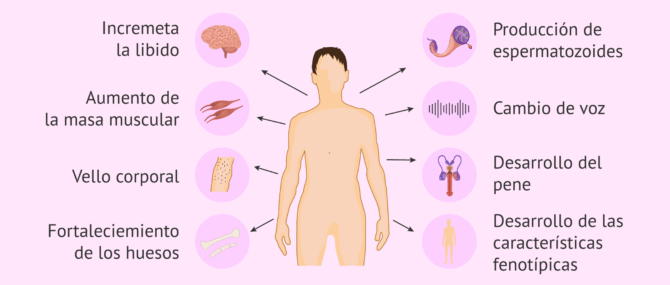 Incremeta
la libido
Aumento de
la masa muscular
Vello corporal
Fortaleciemiento
de los huesos
Producción de
espermatozoides
Cambio de voz
Desarrollo del
pene
Desarrollo de las
características
fenotípicas